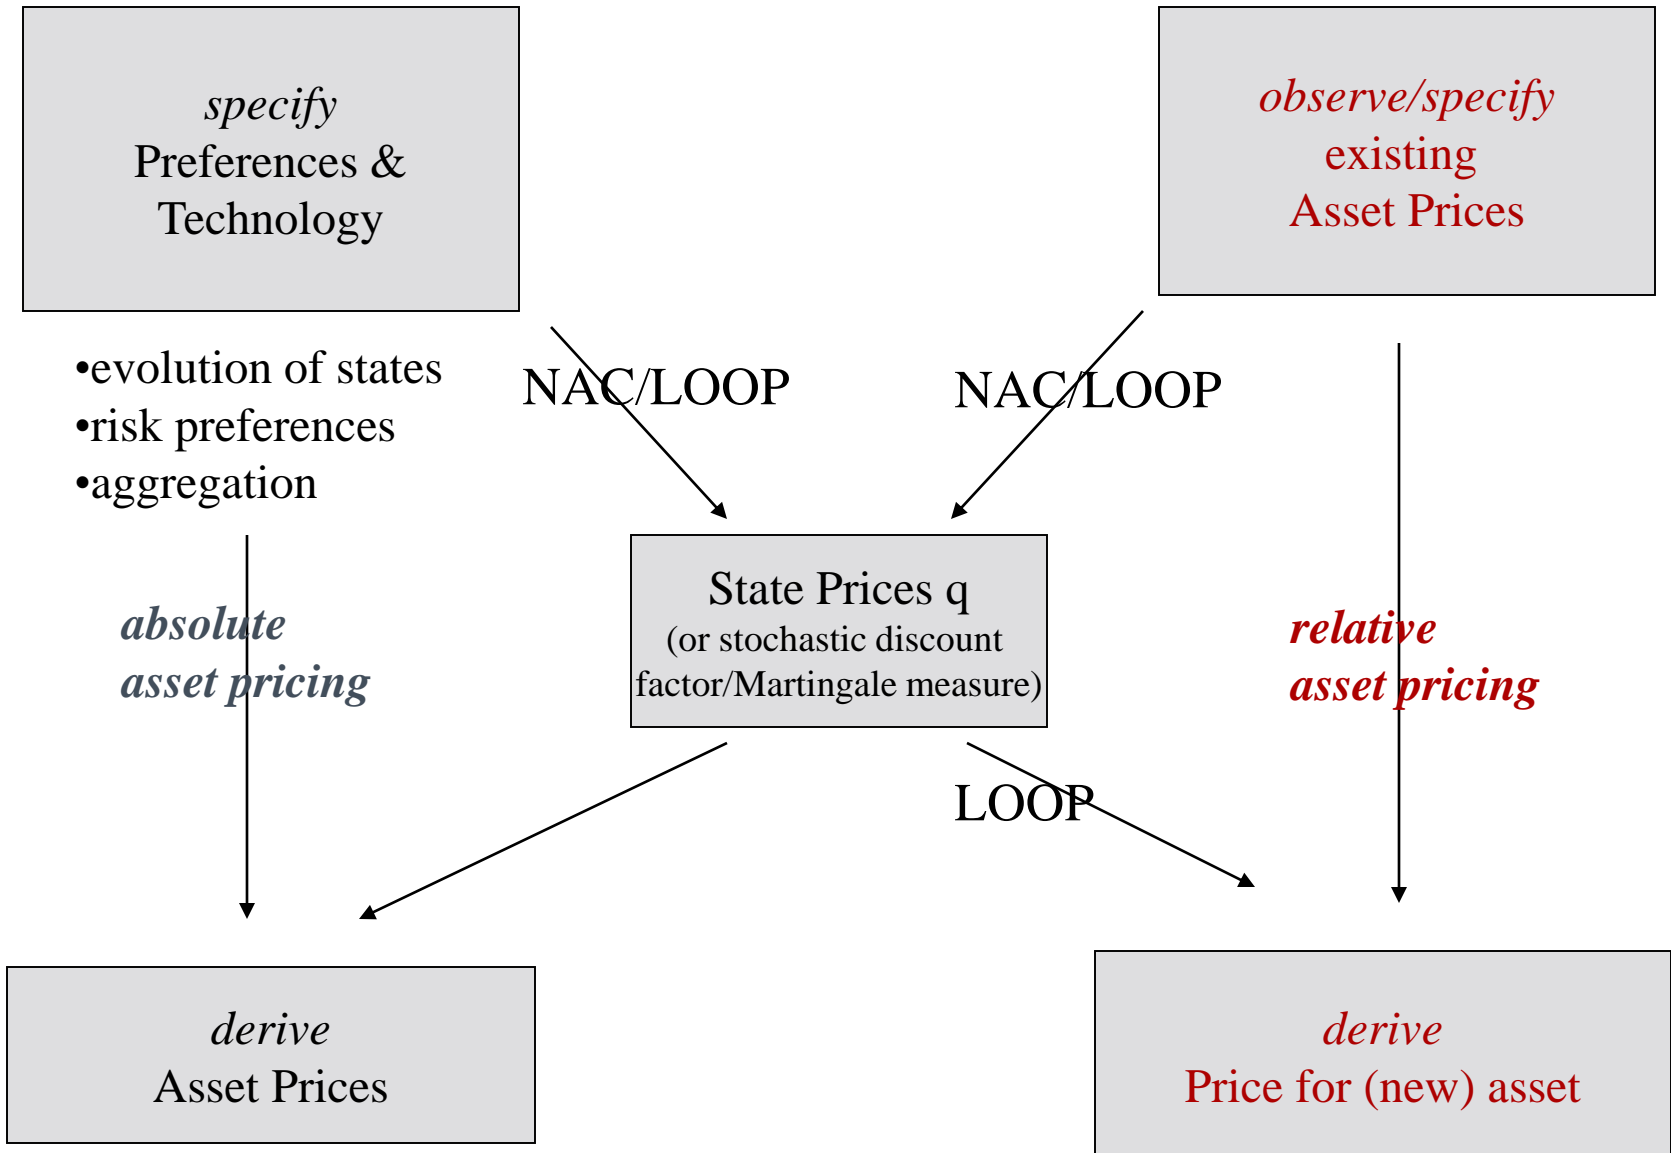 specify
Preferences &
Technology
observe/specify
existing
Asset Prices
•evolution of states
•risk preferences
•aggregation
NAC/LOOP
NAC/LOOP
State Prices q
(or stochastic discount
factor/Martingale measure)
absolute
asset pricing
relative
asset pricing
LOOP
derive
Asset Prices
derive
Price for (new) asset